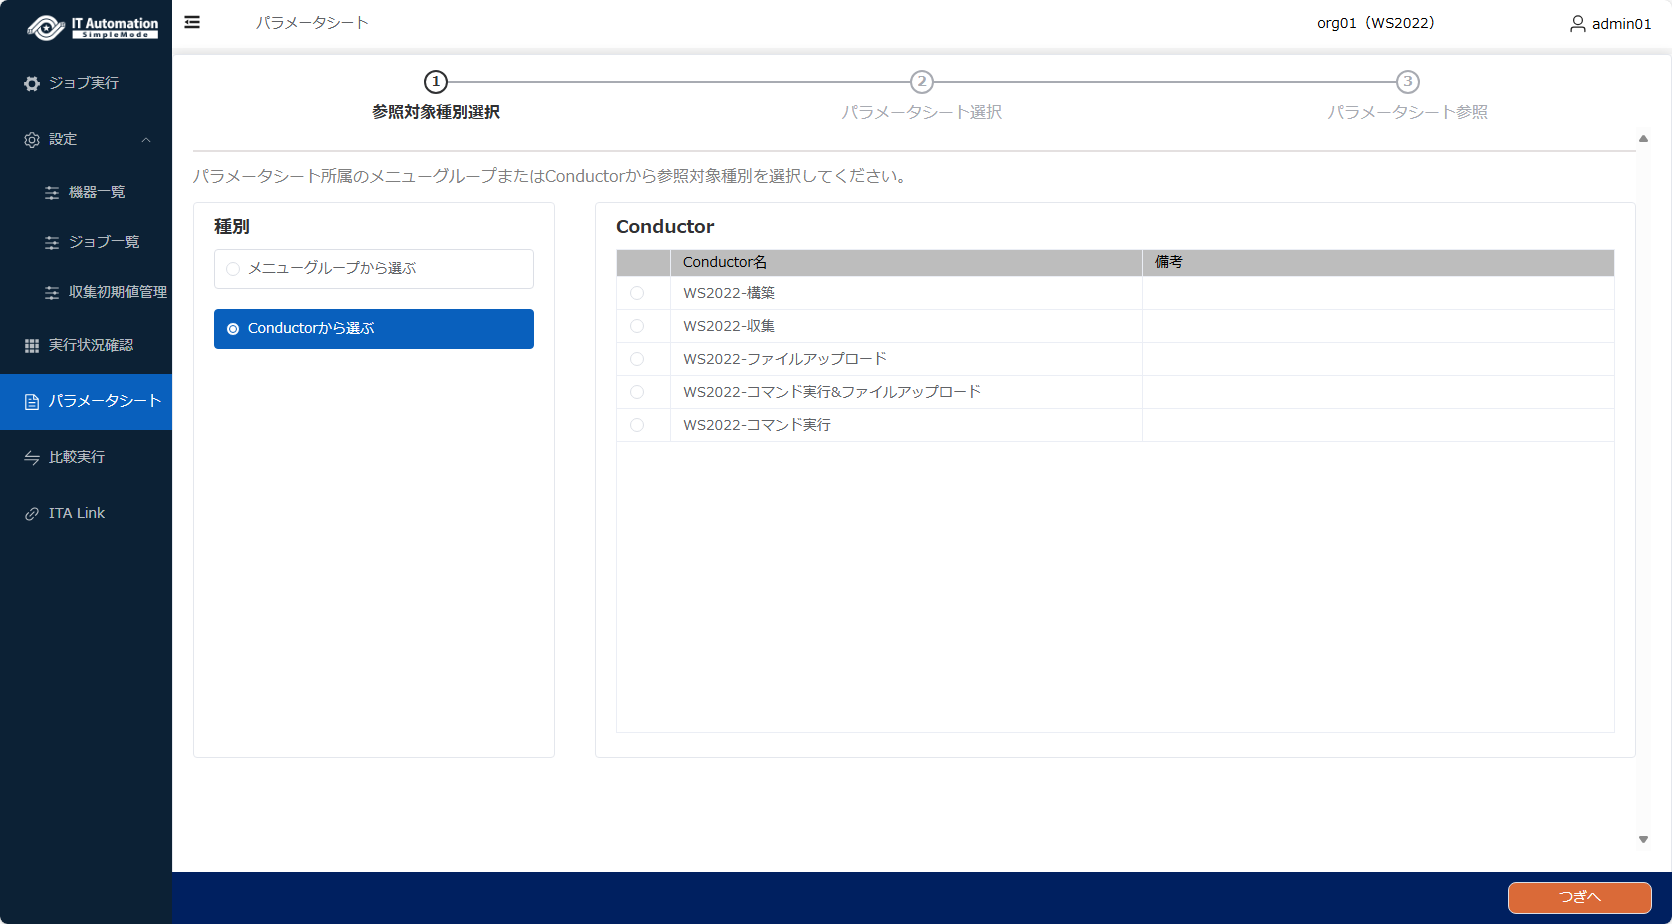 IT Automation
SimpleMode
パラメータシート
org01（WS2022）
admin01
ジョブ実行
設定
機器一覧
ジョブ一覧
収集初期値管理
実行状況確認
パラメータシート
比較実行
ITA Link
1
参照対象種別選択
2
パラメータシート選択
3
パラメータシート参照
パラメータシート所属のメニューグループまたはConductorから参照対象種別を選択してください。
種別
メニューグループから選ぶ
Conductorから選ぶ
Conductor
Conductor名 備考
WS2022-構築
WS2022-収集
WS2022-ファイルアップロード
WS2022-コマンド実行&ファイルアップロード
WS2022-コマンド実行
つぎへ